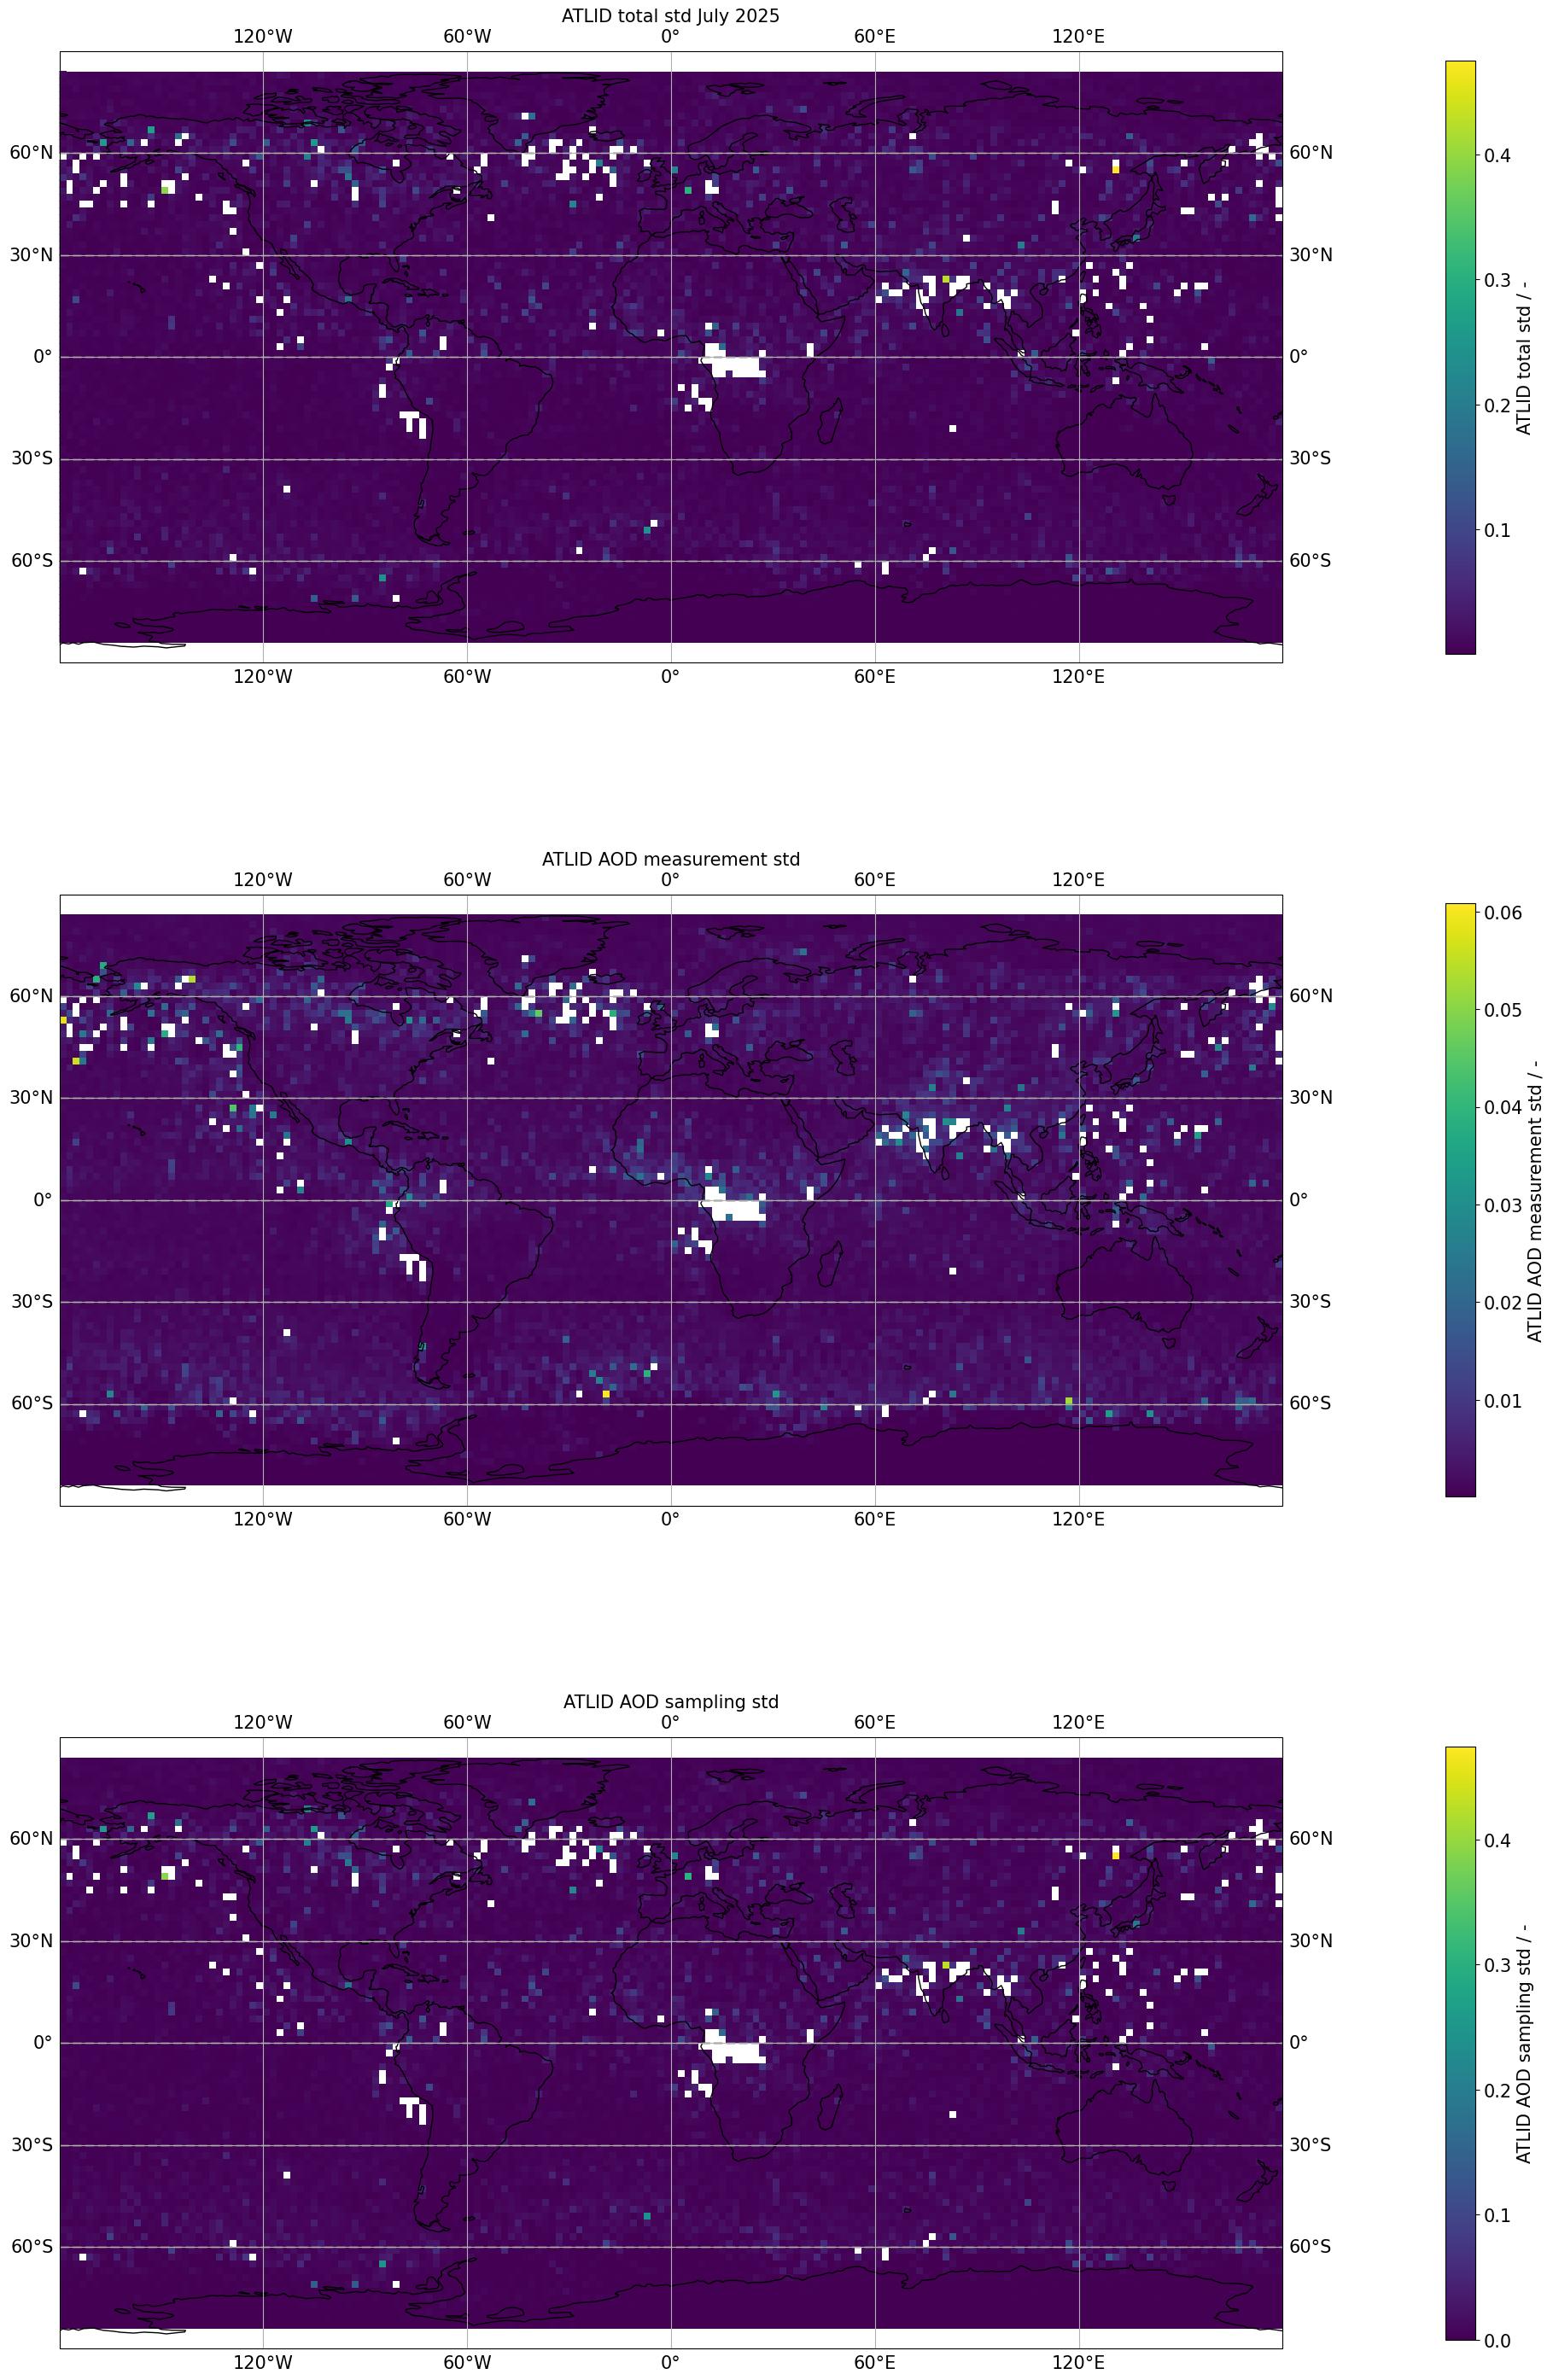 ATLID total std July 2025
120°W 60°W 0° 60°E 120°E
60°N 60°N
30°N 30°N
0° 0°
30°S 30°S
60°S 60°S
120°W 60°W 0° 60°E 120°E
0.4
0.3
0.2
0.1
ATLID total std / -
ATLID AOD measurement std
120°W 60°W 0° 60°E 120°E
60°N 60°N
30°N 30°N
0° 0°
30°S 30°S
60°S 60°S
120°W 60°W 0° 60°E 120°E
0.06
0.05
0.04
0.03
0.02
0.01
ATLID AOD measurement std / -
ATLID AOD sampling std
120°W 60°W 0° 60°E 120°E
60°N 60°N
30°N 30°N
0° 0°
30°S 30°S
60°S 60°S
120°W 60°W 0° 60°E 120°E
0.4
0.3
0.2
0.1
0.0
ATLID AOD sampling std / -